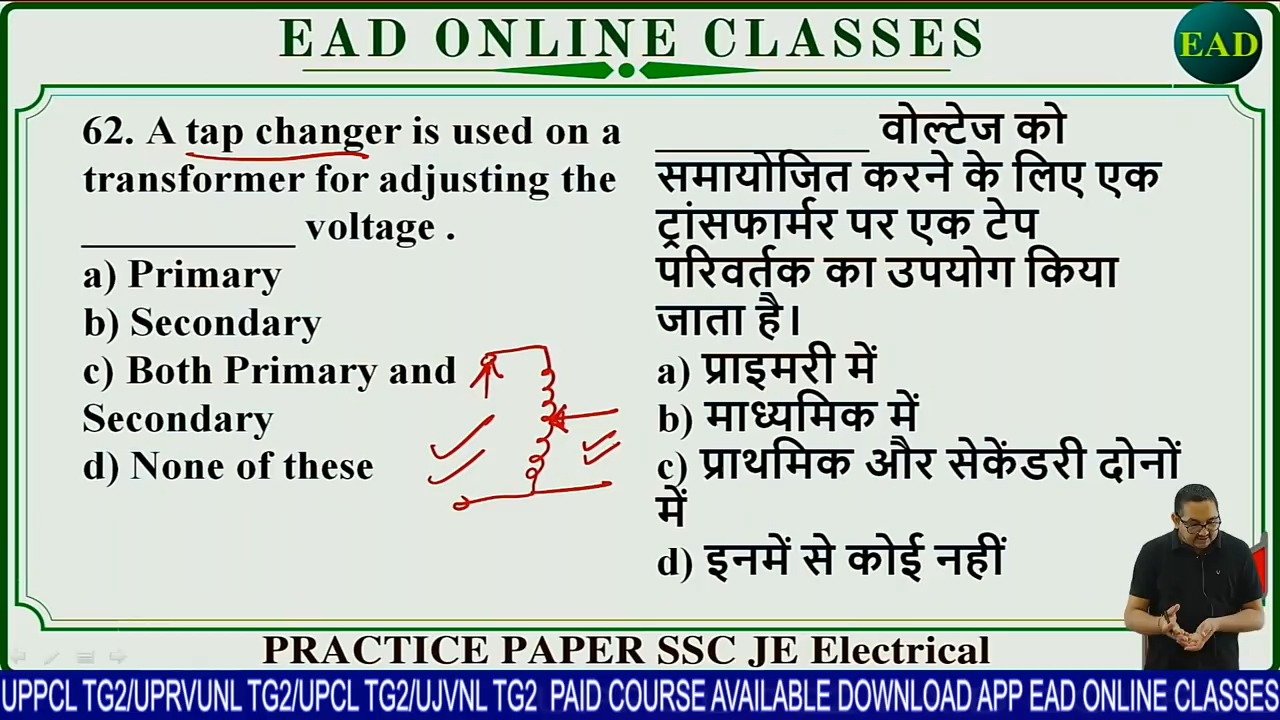 EAD ONLINE CLASSES
EAD
62. A tap changer is used on a
transformer for adjusting the
__________ voltage .
a) Primary
b) Secondary
c) Both Primary and
Secondary
d) None of these
__________ वोल्टेज को
समायोजित करने के लिए एक
ट्रांसफार्मर पर एक टेप
परिवर्तक का उपयोग किया
जाता है।
a) प्राइमरी में
b) माध्यमिक में
c) प्राथमिक और सेकेंडरी दोनों
में
d) इनमें से कोई नहीं
PRACTICE PAPER SSC JE Electrical
UPPCL TG2/UPRVUNL TG2/UPCL TG2/UJVNL TG2 PAID COURSE AVAILABLE DOWNLOAD APP EAD ONLINE CLASSES